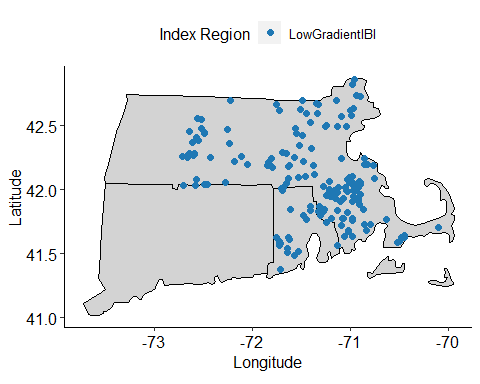 Index Region LowGradientIBI
Latitude
42.5
42.0
41.5
41.0
-73 -72 -71 -70
Longitude